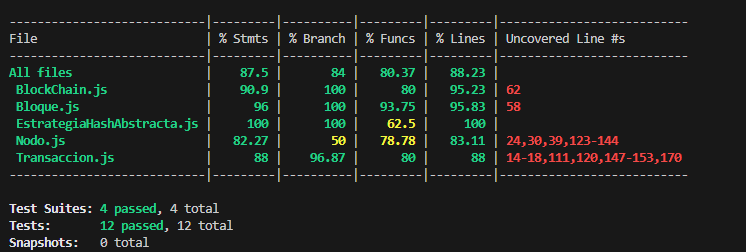 ---------------------------|---------|----------|---------|---------|-------------------------
File                       | % Stmts | % Branch | % Funcs | % Lines | Uncovered Line #s
---------------------------|---------|----------|---------|---------|-------------------------
All files                  |    87.5 |       84 |   80.37 |   88.23 |
 BlockChain.js             |    90.9 |      100 |      80 |   95.23 | 62
 Bloque.js                 |      96 |      100 |   93.75 |   95.83 | 58
 EstrategiaHashAbstracta.js |     100 |      100 |    62.5 |     100 |
 Nodo.js                   |   82.27 |       50 |   78.78 |   83.11 | 24,30,39,123-144
 Transaccion.js            |      88 |    96.87 |      80 |      88 | 14-18,111,120,147-153,170
---------------------------|---------|----------|---------|---------|-------------------------
Test Suites: 4 passed, 4 total
Tests:       12 passed, 12 total
Snapshots:   0 total